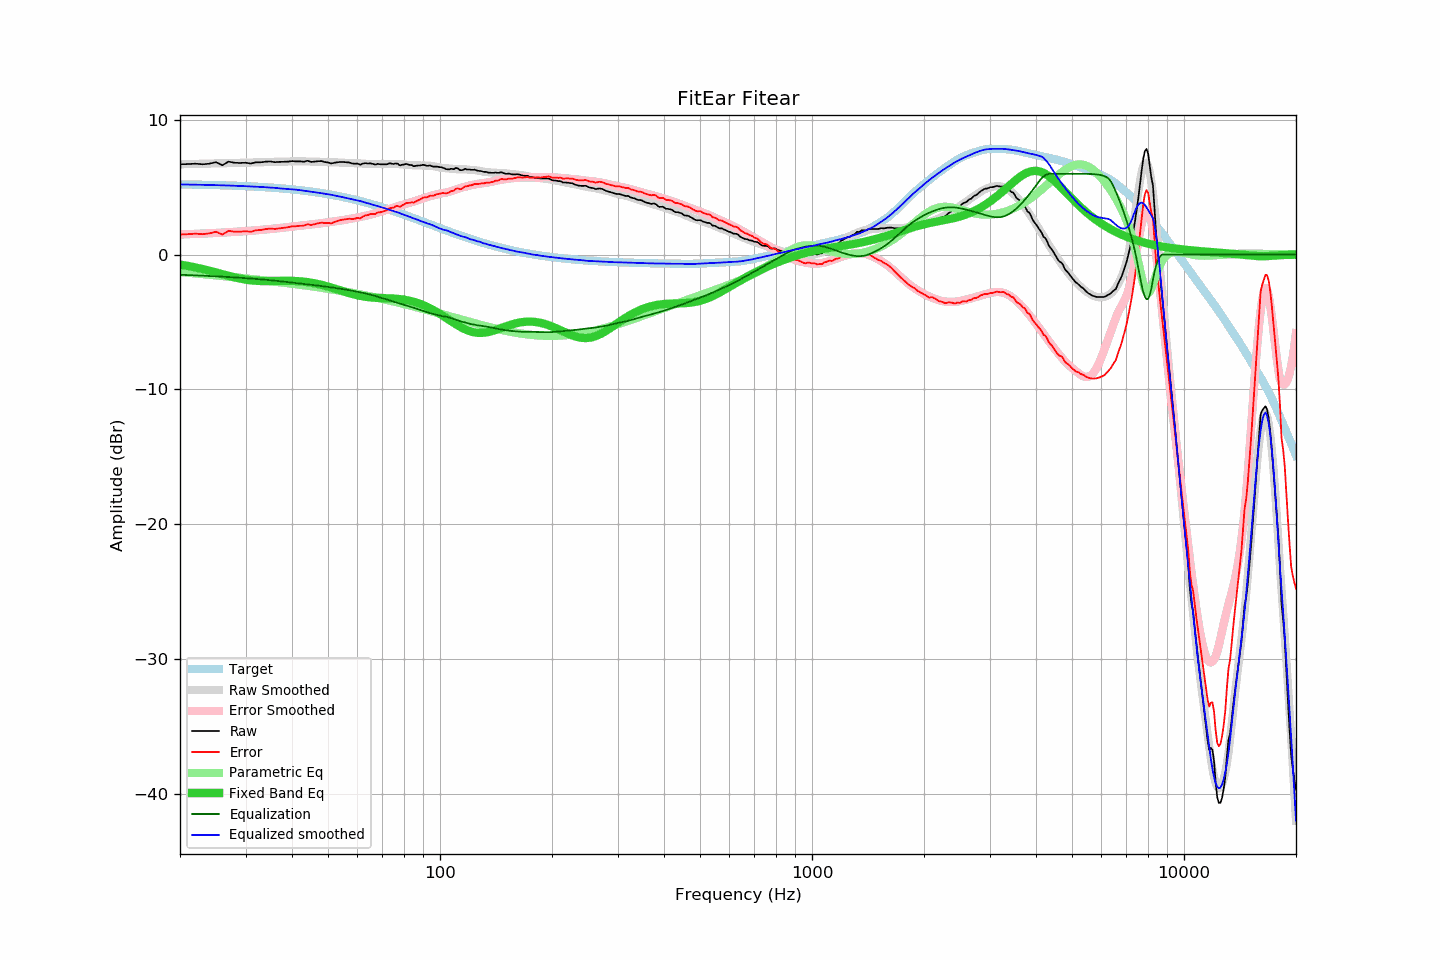 FitEar Fitear
10
0
−10
−20
−30
−40
Amplitude (dBr)
Target
Raw Smoothed
Error Smoothed
Raw
Error
Parametric Eq
Fixed Band Eq
Equalization
Equalized smoothed
100
1000
10000
Frequency (Hz)